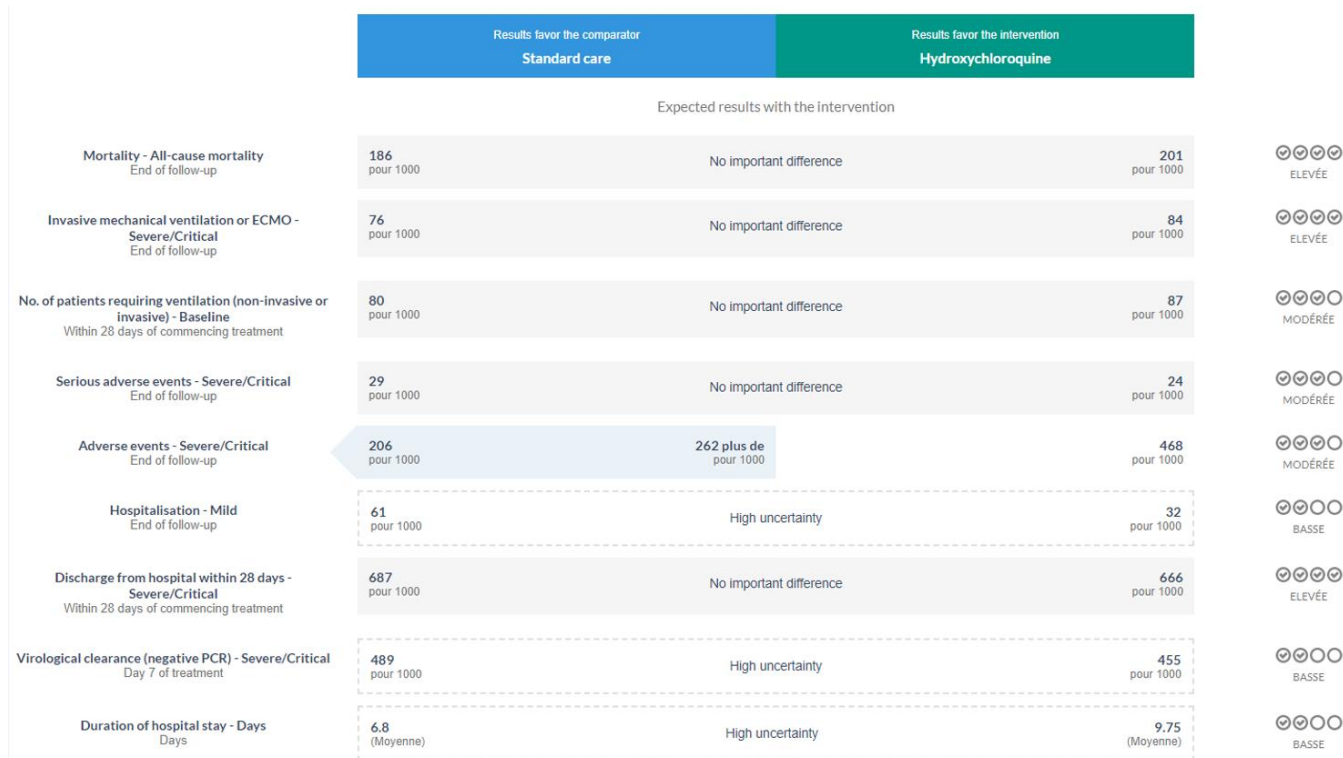 Results favor the comparator
Standard care
Results favor the intervention
Hydroxychloroquine
Expected results with the intervention
Mortality - All-cause mortality
End of follow-up
186
pour 1000
No important difference
201
pour 1000
ELEVÉE
Invasive mechanical ventilation or ECMO -
Severe/Critical
End of follow-up
76
pour 1000
No important difference
84
pour 1000
ELEVÉE
No. of patients requiring ventilation (non-invasive or
invasive) - Baseline
Within 28 days of commencing treatment
80
pour 1000
No important difference
87
pour 1000
MODÉRÉE
Serious adverse events - Severe/Critical
End of follow-up
29
pour 1000
No important difference
24
pour 1000
MODÉRÉE
Adverse events - Severe/Critical
End of follow-up
206
pour 1000
262 plus de
pour 1000
468
pour 1000
MODÉRÉE
Hospitalisation - Mild
End of follow-up
61
pour 1000
High uncertainty
32
pour 1000
BASSE
Discharge from hospital within 28 days -
Severe/Critical
Within 28 days of commencing treatment
687
pour 1000
No important difference
666
pour 1000
ELEVÉE
Virological clearance (negative PCR) - Severe/Critical
Day 7 of treatment
489
pour 1000
High uncertainty
455
pour 1000
BASSE
Duration of hospital stay - Days
Days
6.8
(Moyenne)
High uncertainty
9.75
(Moyenne)
BASSE